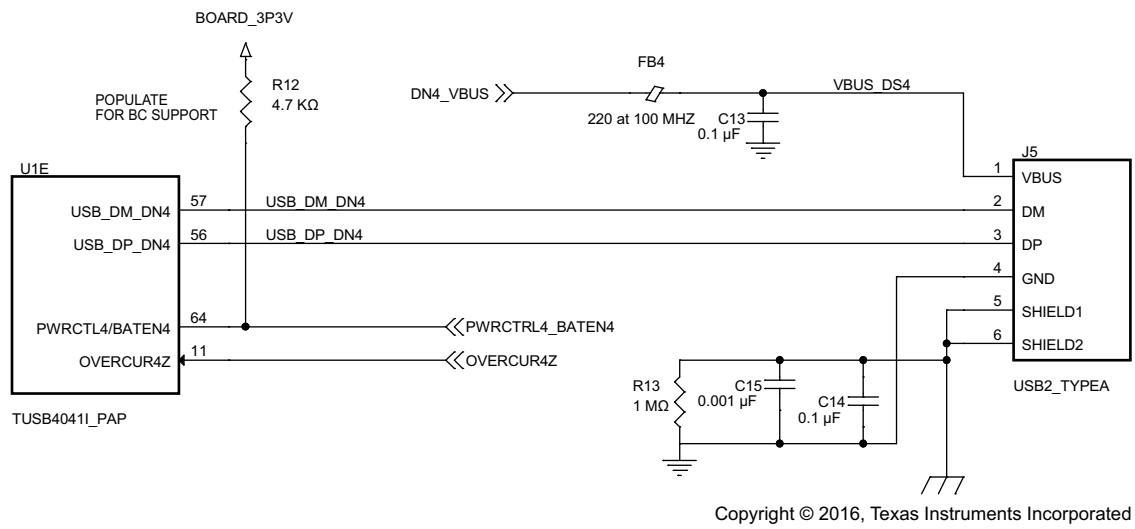 BOARD_3P3V
FB4
R12
4.7 KΩ
DN4_VBUS
VBUS_DS4
POPULATE
FOR BC SUPPORT
220 at 100 MHZ
C13
0.1 µF
J5
U1E
1
VBUS
USB_DM_DN4
57
USB_DM_DN4
2
DM
USB_DP_DN4
56
USB_DP_DN4
3
DP
4
GND
5
SHIELD1
PWRCTL4/BATEN4
64
PWRCTRL4_BATEN4
6
SHIELD2
OVERCUR4Z
11
OVERCUR4Z
R13
1 MΩ
C15
0.001 µF
C14
0.1 µF
USB2_TYPEA
TUSB4041I_PAP
Copyright © 2016, Texas Instruments Incorporated